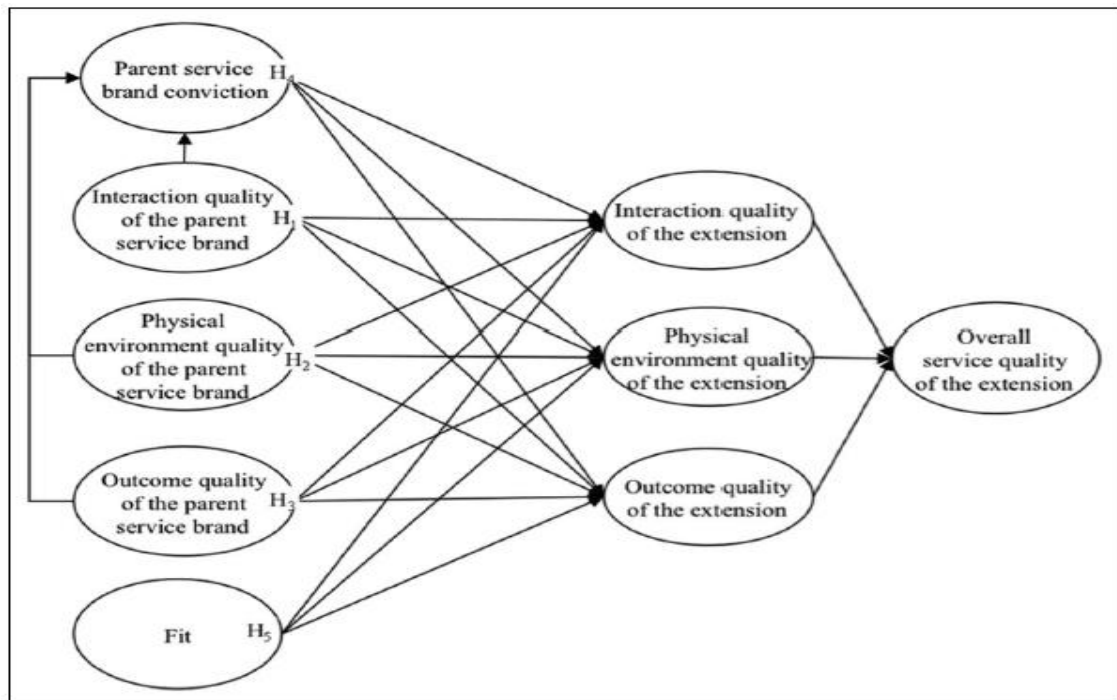 Parent service
brand conviction
H4
Interaction quality
of the parent
service brand
H1
Physical
environment quality
of the parent
service brand
H2
Outcome quality
of the parent
service brand
H3
Fit
H5
Interaction quality
of the extension
Physical
environment quality
of the extension
Outcome quality
of the extension
Overall
service quality
of the extension